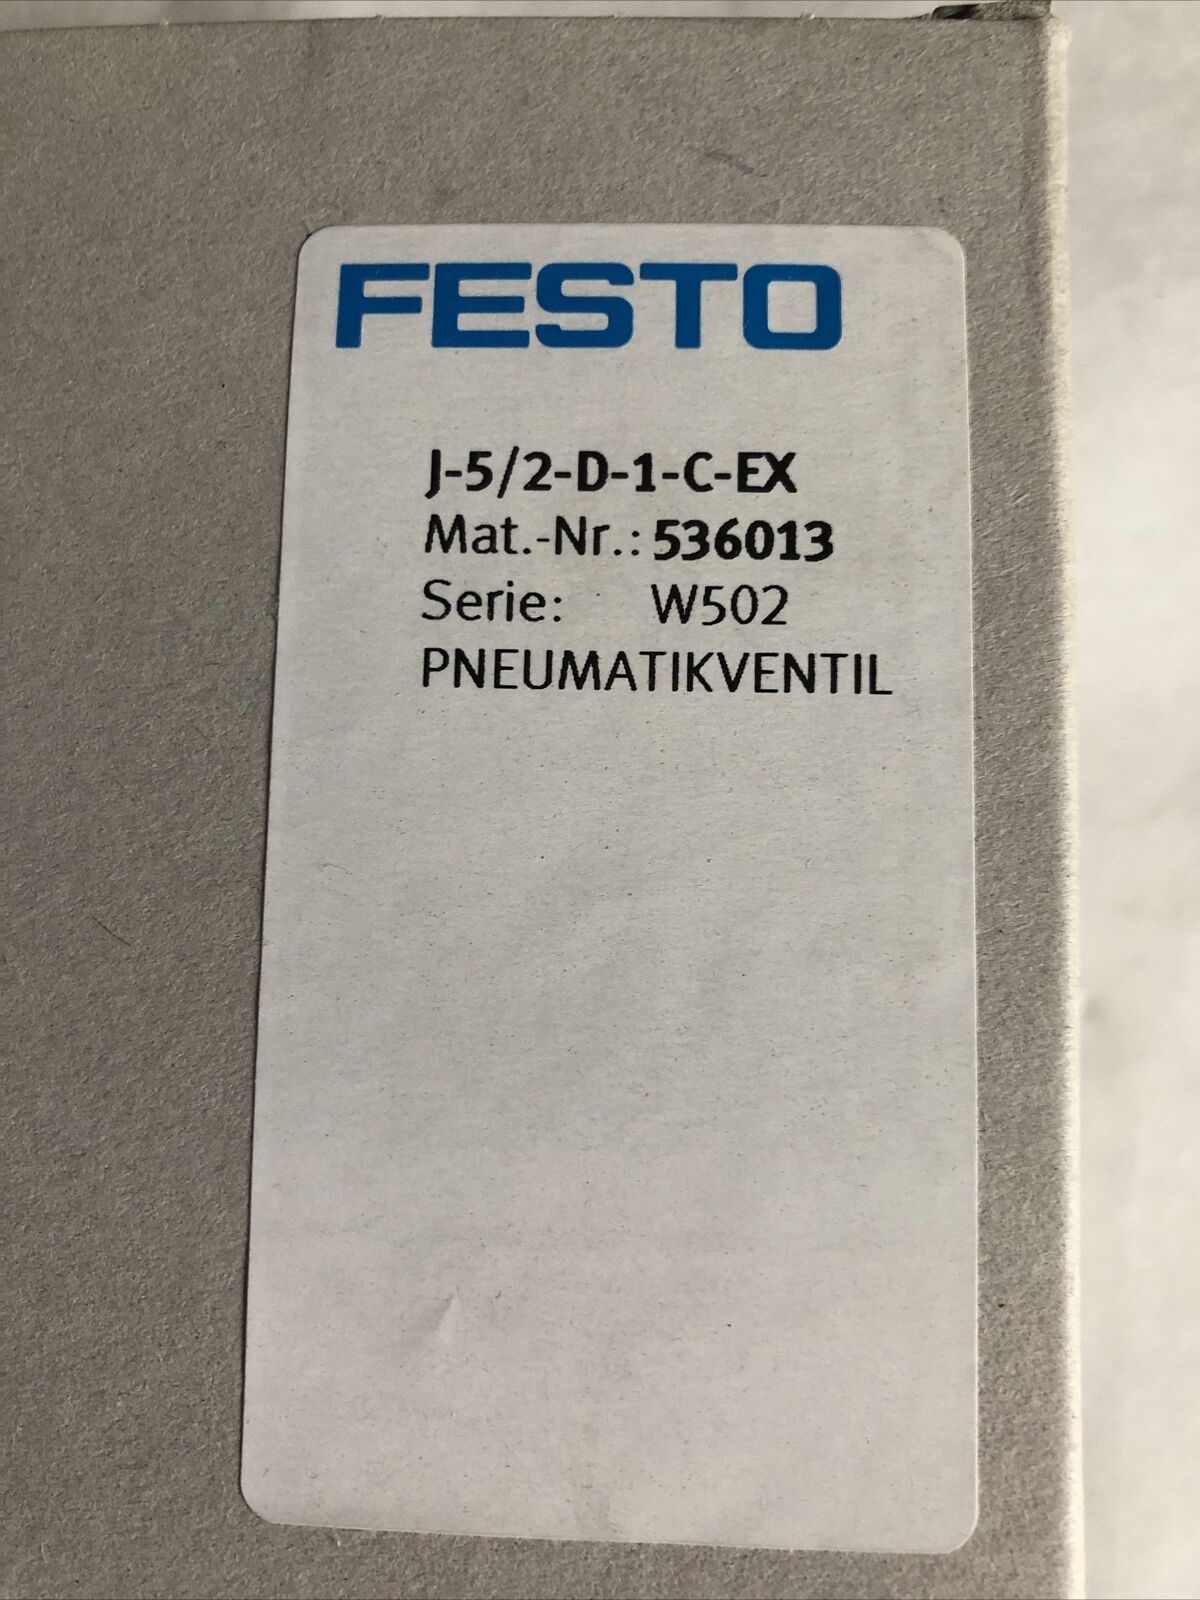 FESTO
J-5/2-D-1-C-EX
Mat.-Nr.: 536013
Serie: W502
PNEUMATIKVENTIL